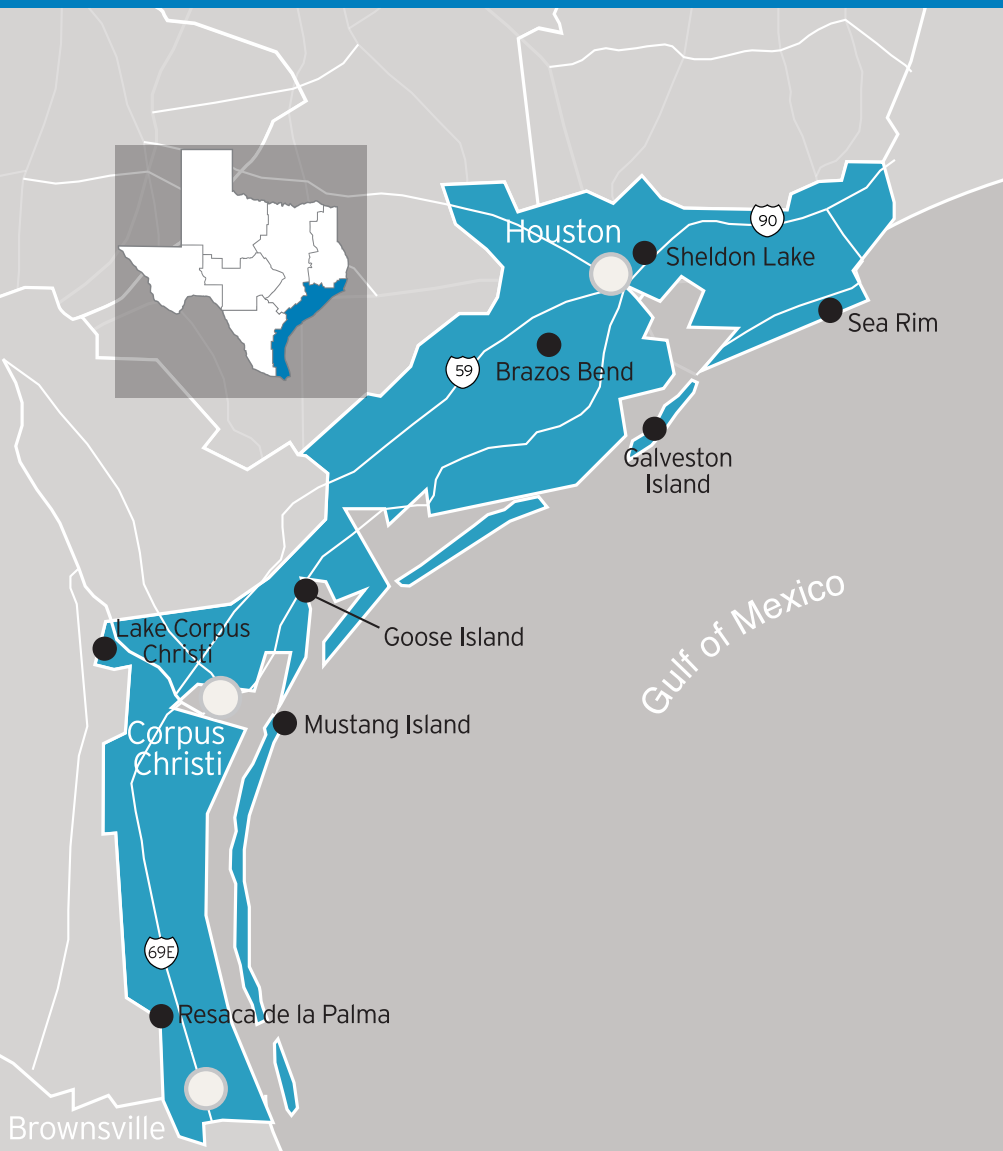 Houston
90
Sheldon Lake
Sea Rim
59
Brazos Bend
Galveston
Island
Gulf of Mexico
Goose Island
Lake Corpus
Christi
Mustang Island
Corpus
Christi
69E
Resaca de la Palma
Brownsville